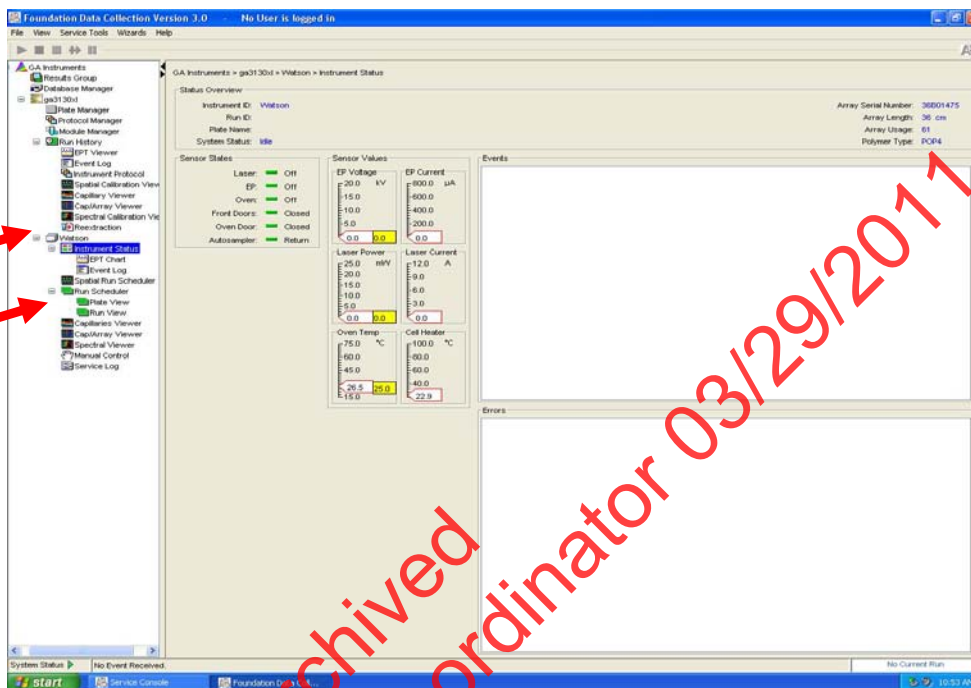 Foundation Data Collection Version 3.0 - No User is logged in
File View Service Tools Wizards Help
GA Instruments
Results Group
Database Manager
ga3130xl
Plate Manager
Protocol Manager
Module Manager
Run History
EPT Viewer
Event Log
Instrument Protocol
Spatial Calibration View
Capillary Viewer
Cap/Array Viewer
Spectral Calibration Vie
Reextraction
Watson
Instrument Status
EPT Chart
Event Log
Spatial Run Scheduler
Run Scheduler
Plate View
Run View
Capillaries Viewer
Cap/Array Viewer
Spectral Viewer
Manual Control
Service Log
GA Instruments > ga3130xl > Watson > Instrument Status
Status Overview
Instrument ID: Watson
Run ID:
Plate Name:
System Status: Idle
Array Serial Number: 36B01475
Array Length: 36 cm
Array Usage: 61
Polymer Type: POP4
Sensor States
Laser: Off
EP: Off
Oven: Off
Front Doors: Closed
Oven Door: Closed
Autosampler: Return
Sensor Values
EP Voltage
20.0 kV
15.0
10.0
5.0
0.0 0.0
EP Current
800.0 µA
600.0
400.0
200.0
0.0
Laser Power
25.0 mW
20.0
15.0
10.0
5.0
0.0 0.0
Laser Current
12.0 A
9.0
6.0
3.0
0.0
Oven Temp
75.0 °C
60.0
45.0
26.5 25.0
15.0
Cell Heater
100.0 °C
80.0
60.0
40.0
22.9
Events
Errors
System Status
No Event Received.
No Current Run
start
Service Console
Foundation Data Coll...
10:53 AM
chived
ordinator 03/29/2011